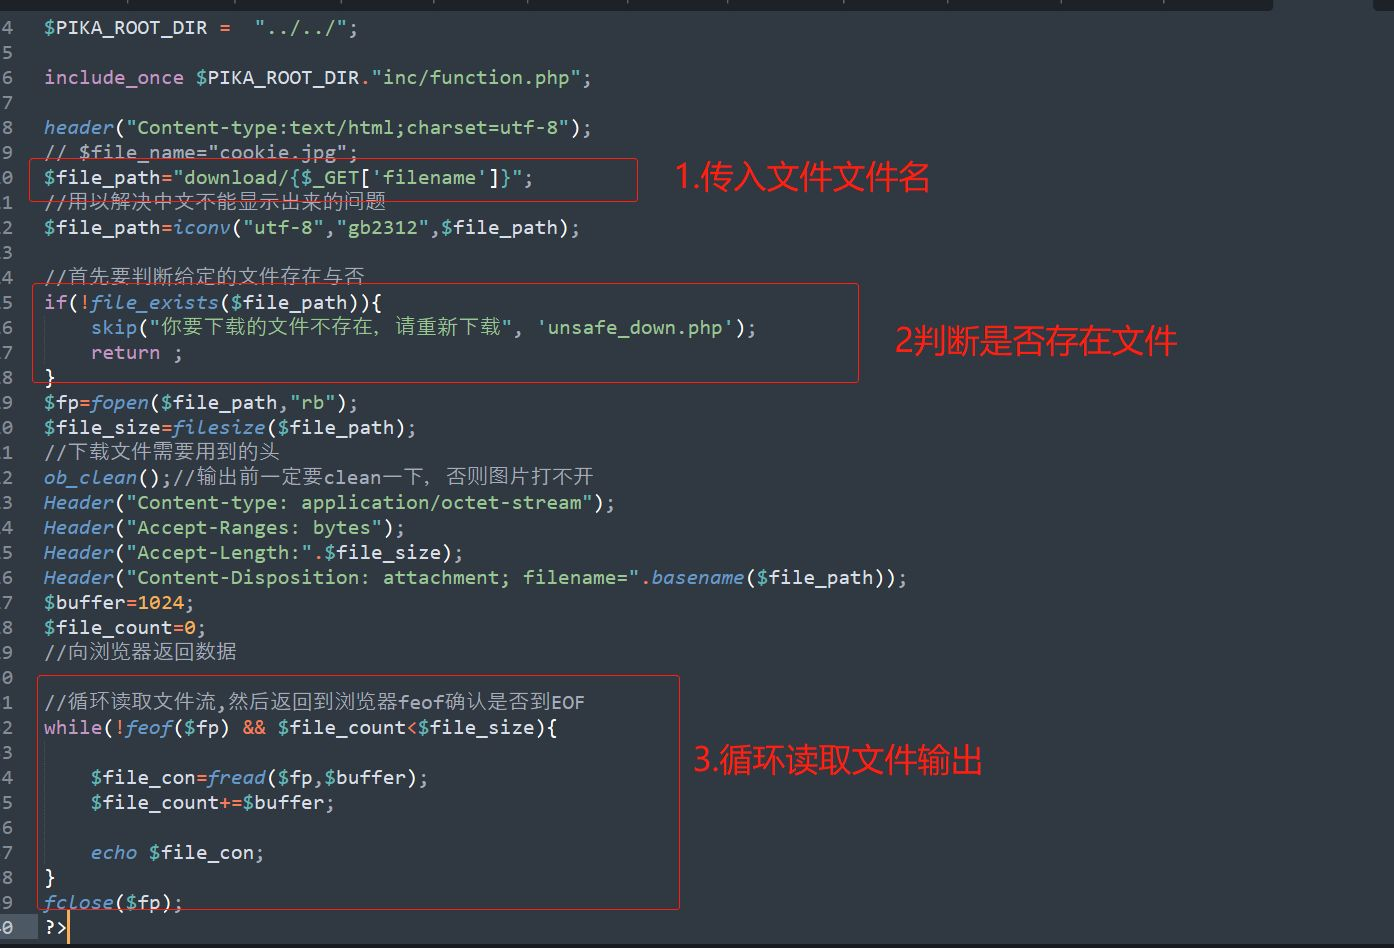 4 $PIKA_ROOT_DIR = "../../";
5
6 include_once $PIKA_ROOT_DIR."inc/function.php";
7
8 header("Content-type:text/html;charset=utf-8");
9 // $file_name="cookie.jpg";
0 $file_path="download/{$_GET['filename']}";
1.传入文件文件名
1 //用以解决中文不能显示出来的问题
2 $file_path=iconv("utf-8","gb2312",$file_path);
3
4 //首先要判断给定的文件存在与否
5 if(!file_exists($file_path)){
6 skip("你要下载的文件不存在，请重新下载", 'unsafe_down.php');
2判断是否存在文件
7 return ;
8 }
9 $fp=fopen($file_path,"rb");
0 $file_size=filesize($file_path);
1 //下载文件需要用到的头
2 ob_clean();//输出前一定要clean一下，否则图片打不开
3 Header("Content-type: application/octet-stream");
4 Header("Accept-Ranges: bytes");
5 Header("Accept-Length:".$file_size);
6 Header("Content-Disposition: attachment; filename=".basename($file_path));
7 $buffer=1024;
8 $file_count=0;
9 //向浏览器返回数据
0
1 //循环读取文件流,然后返回到浏览器feof确认是否到EOF
2 while(!feof($fp) && $file_count<$file_size){
3
3.循环读取文件输出
4 $file_con=fread($fp,$buffer);
5 $file_count+=$buffer;
6
7 echo $file_con;
8 }
9 fclose($fp);
0 ?>